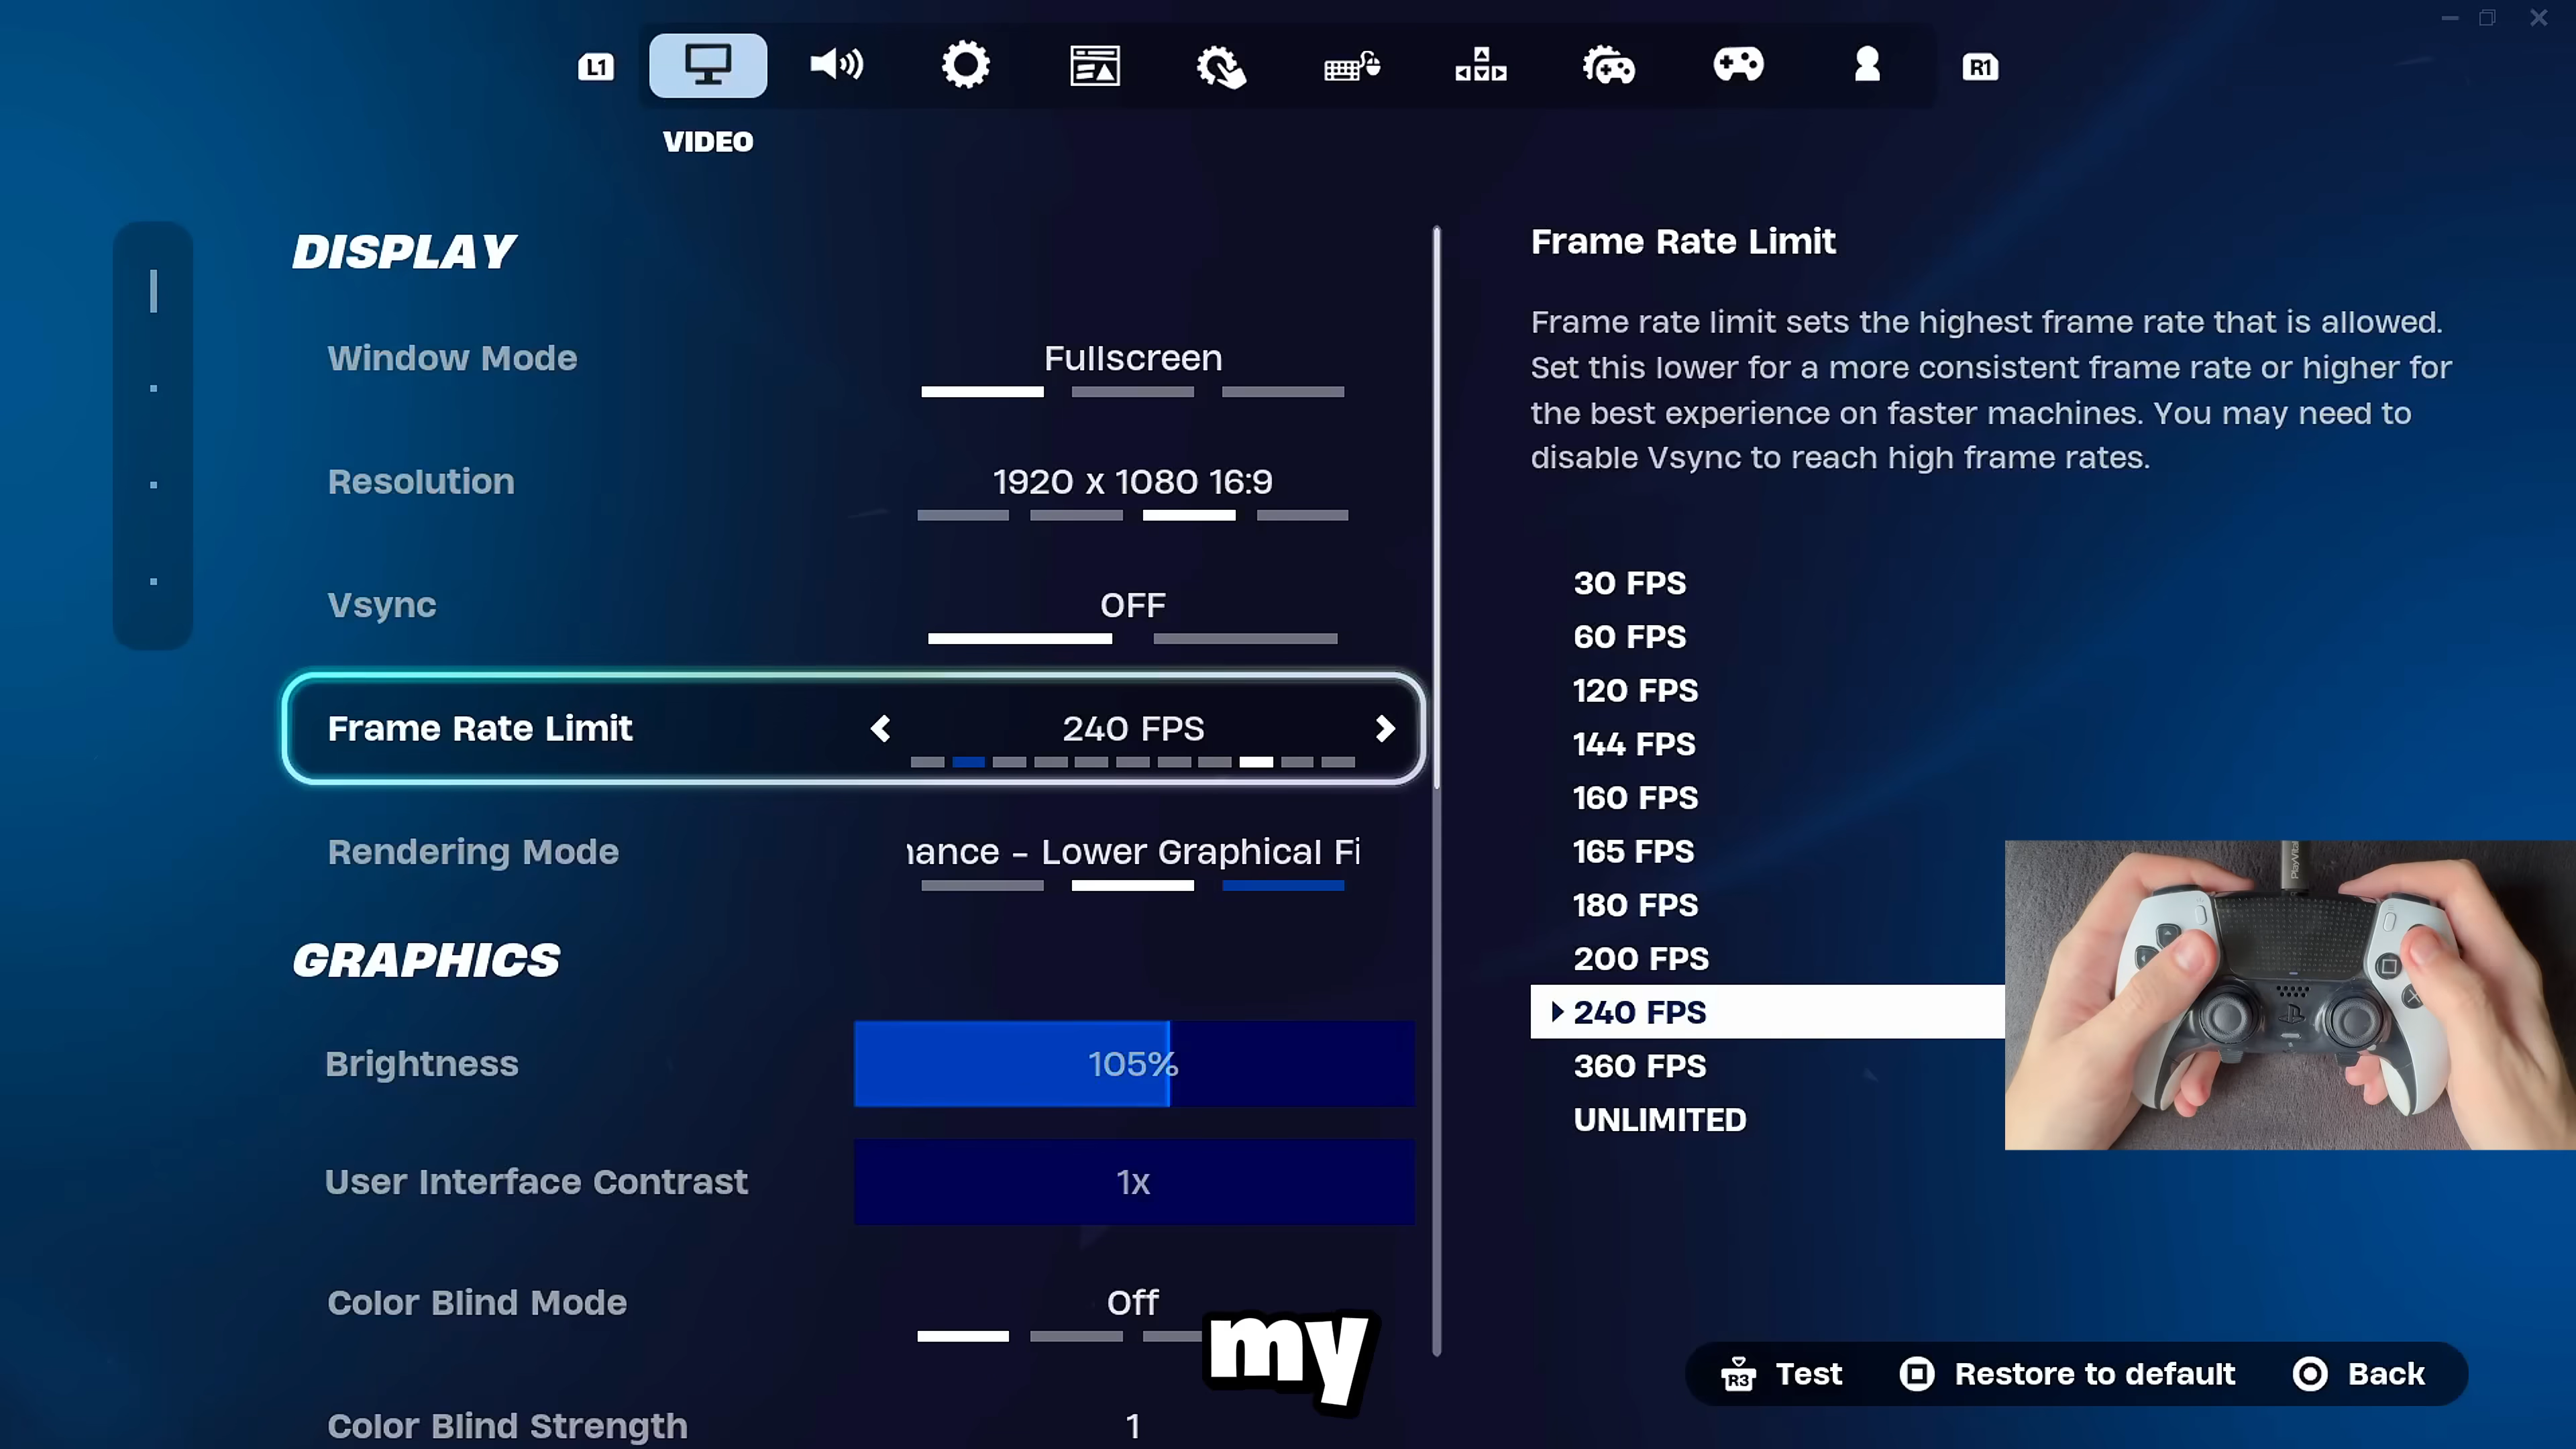 L1
R1
VIDEO
DISPLAY
Window Mode
Fullscreen
Resolution
1920 x 1080 16:9
Vsync
OFF
Frame Rate Limit
240 FPS
Rendering Mode
nance - Lower Graphical Fi
GRAPHICS
Brightness
105%
User Interface Contrast
1x
Color Blind Mode
Off
Color Blind Strength
1
my
Frame Rate Limit
Frame rate limit sets the highest frame rate that is allowed.
Set this lower for a more consistent frame rate or higher for
the best experience on faster machines. You may need to
disable Vsync to reach high frame rates.
30 FPS
60 FPS
120 FPS
144 FPS
160 FPS
165 FPS
180 FPS
200 FPS
240 FPS
360 FPS
UNLIMITED
PlayVital
R3 Test
Restore to default
Back